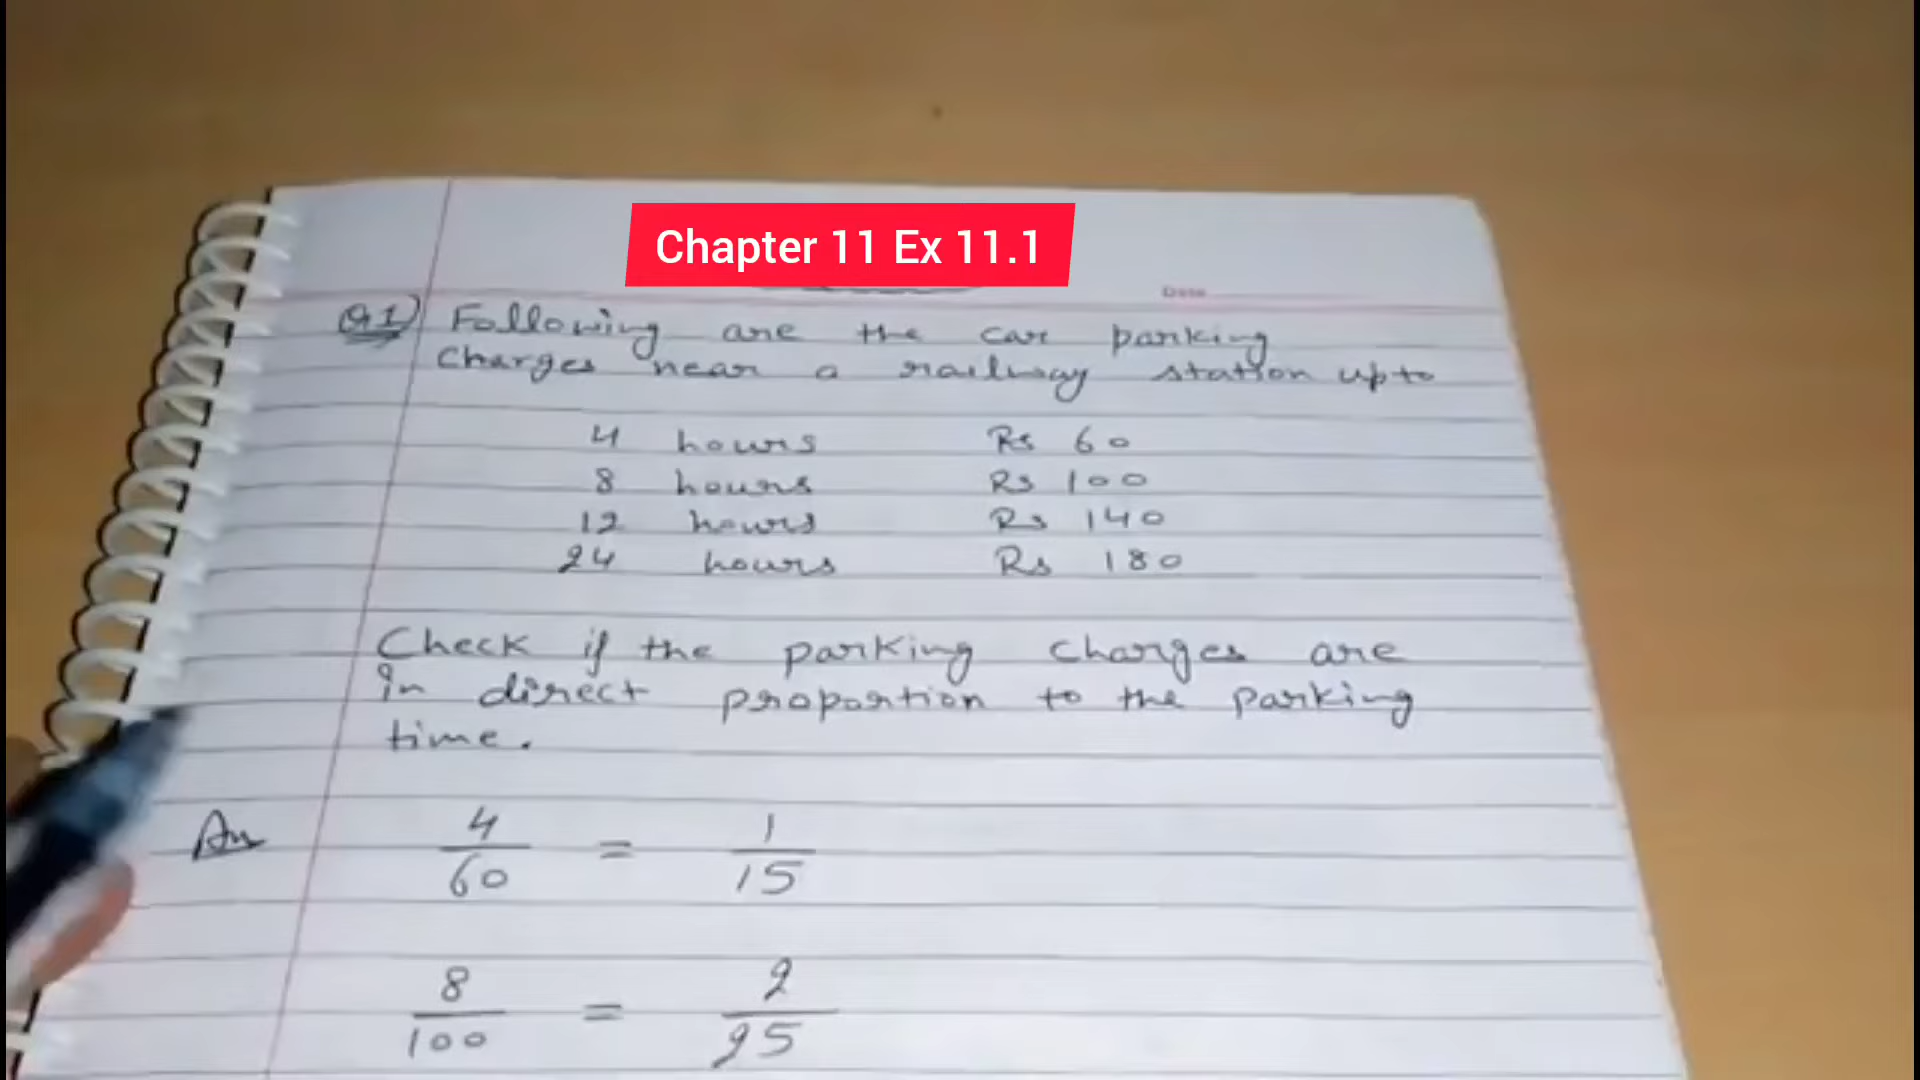 Chapter 11 Ex 11.1
Date
Q1) Following are the car parking
charges near a railway station upto
4 hours Rs 60
8 hours Rs 100
12 hours Rs 140
24 hours Rs 180
Check if the parking charges are
in direct proportion to the parking
time.
Ans 4/60 = 1/15
8/100 = 2/25